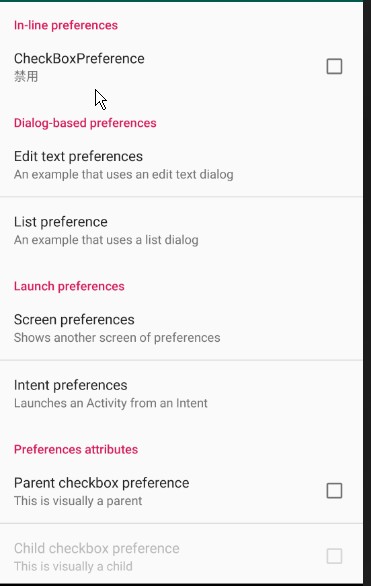 In-line preferences
CheckBoxPreference
禁用
Dialog-based preferences
Edit text preferences
An example that uses an edit text dialog
List preference
An example that uses a list dialog
Launch preferences
Screen preferences
Shows another screen of preferences
Intent preferences
Launches an Activity from an Intent
Preferences attributes
Parent checkbox preference
This is visually a parent
Child checkbox preference
This is visually a child